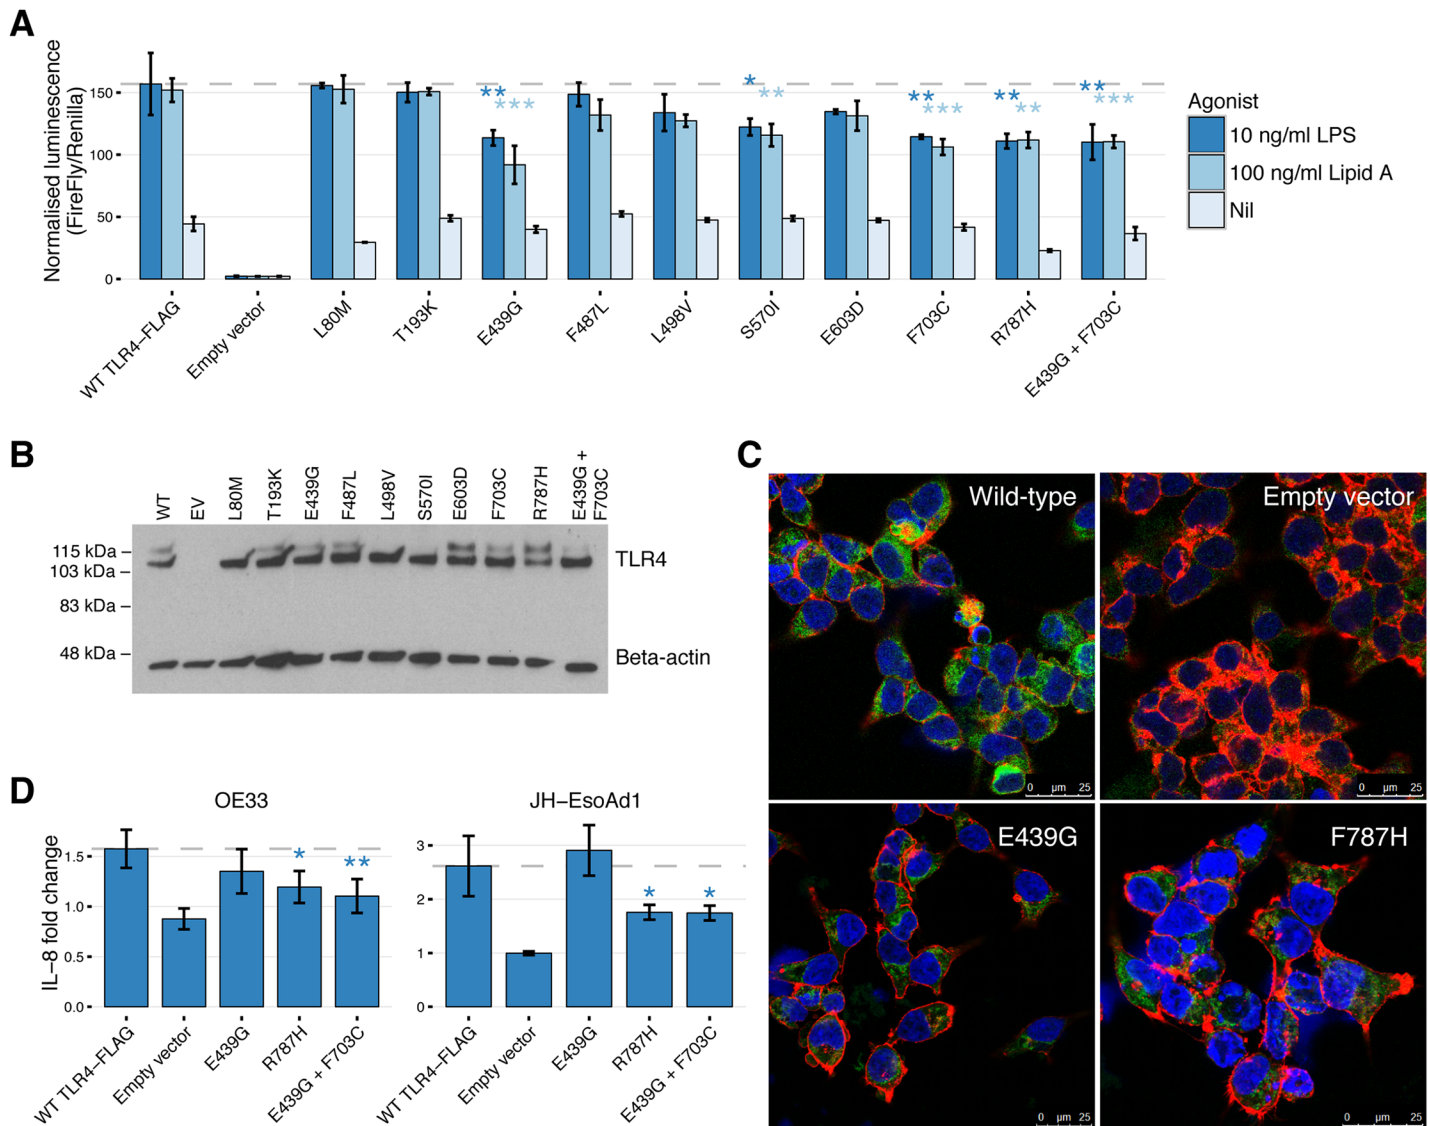 A
Normalised luminescence
(FireFly/Renilla)
150
100
50
0
** *** * ** ** *** ** ** ** ***
WT TLR4–FLAG
Empty vector
L80M
T193K
E439G
F487L
L498V
S570I
E603D
F703C
R787H
E439G + F703C
Agonist
10 ng/ml LPS
100 ng/ml Lipid A
Nil
B
WT
EV
L80M
T193K
E439G
F487L
L498V
S570I
E603D
F703C
R787H
E439G +
F703C
115 kDa
103 kDa
83 kDa
48 kDa
TLR4
Beta-actin
C
Wild-type
0 µm 25
Empty vector
0 µm 25
E439G
0 µm 25
F787H
0 µm 25
D
OE33
IL–8 fold change
1.5
1.0
0.5
0.0
* **
WT TLR4–FLAG
Empty vector
E439G
R787H
E439G + F703C
JH–EsoAd1
3
2
1
0
* *
WT TLR4–FLAG
Empty vector
E439G
R787H
E439G + F703C